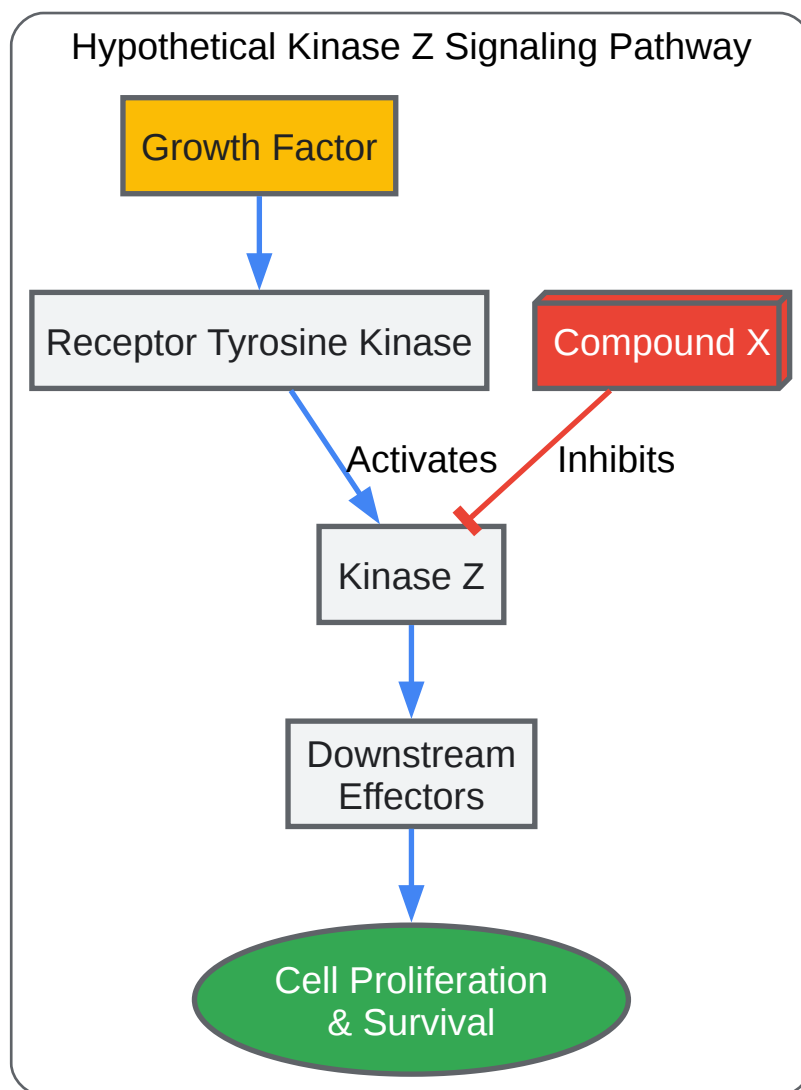 Hypothetical Kinase Z Signaling Pathway
Growth Factor
Receptor Tyrosine Kinase
Compound X
Activates
Inhibits
Kinase Z
Downstream
Effectors
Cell Proliferation
& Survival